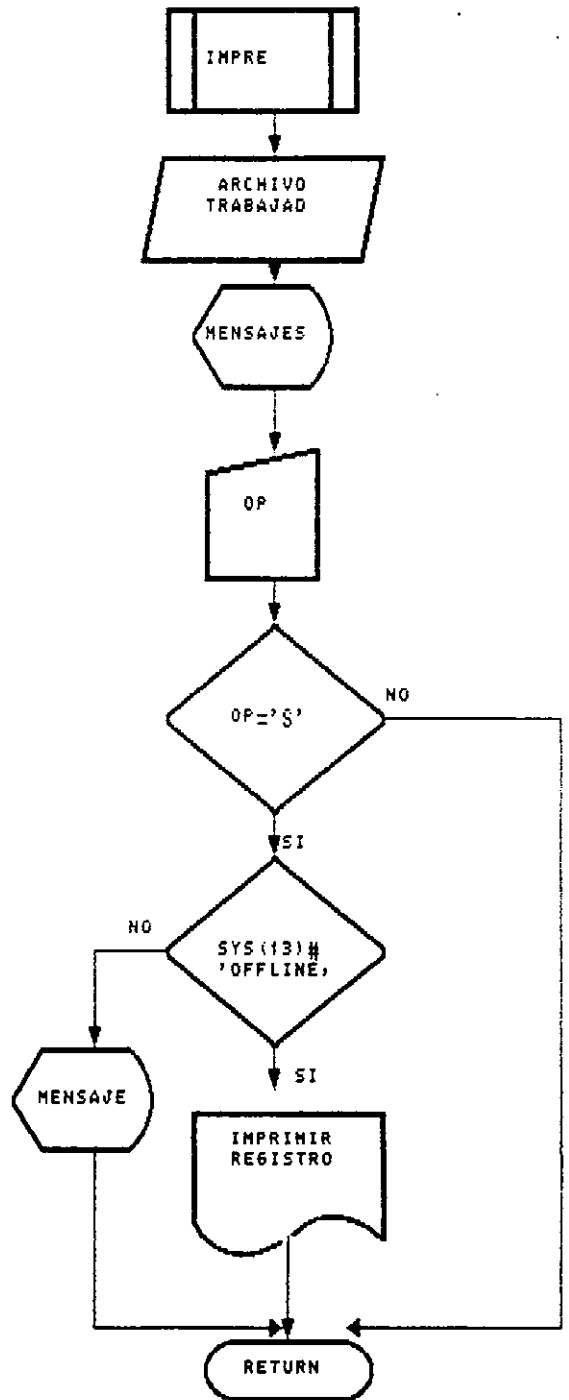 IMPRE
ARCHIVO
TRABAJAD
MENSAJES
OP
OP='S'
NO
SI
NO
SYS(13)#
'OFFLINE,
SI
MENSAJE
IMPRIMIR
REGISTRO
RETURN